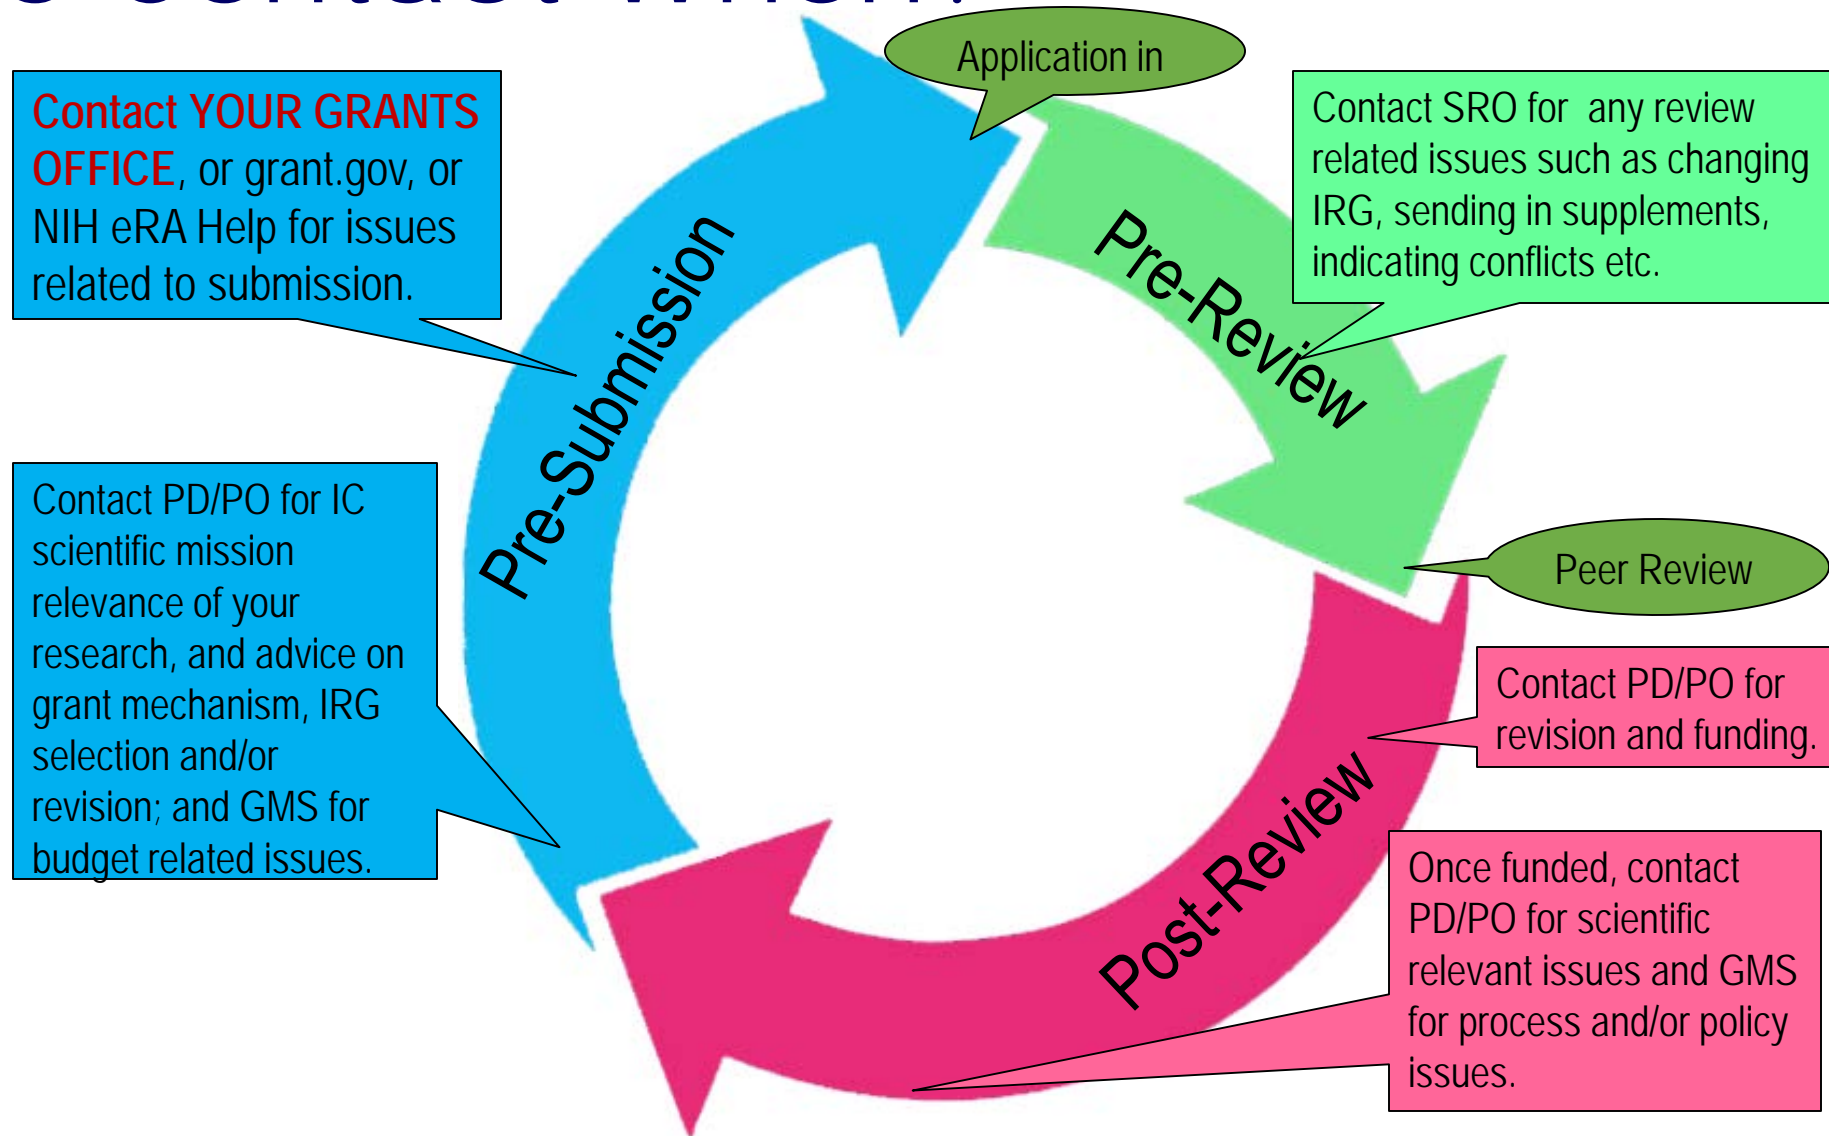 Contact When?
Application in
Contact YOUR GRANTS
OFFICE, or grant.gov, or
NIH eRA Help for issues
related to submission.
Contact SRO for any review
related issues such as changing
IRG, sending in supplements,
indicating conflicts etc.
Pre-Submission
Pre-Review
Contact PD/PO for IC
scientific mission
relevance of your
research, and advice on
grant mechanism, IRG
selection and/or
revision; and GMS for
budget related issues.
Peer Review
Contact PD/PO for
revision and funding.
Post-Review
Once funded, contact
PD/PO for scientific
relevant issues and GMS
for process and/or policy
issues.